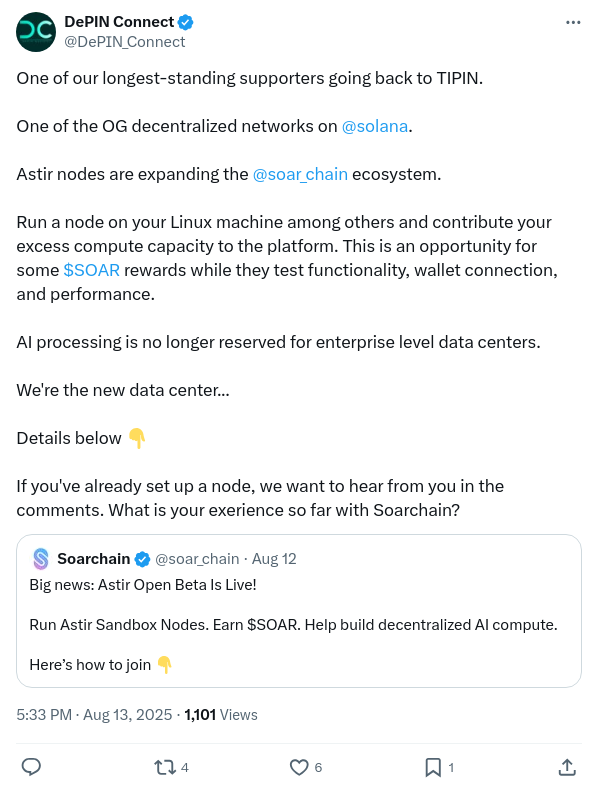 DePIN Connect
@DePIN_Connect
One of our longest-standing supporters going back to TIPIN.
One of the OG decentralized networks on @solana.
Astir nodes are expanding the @soar_chain ecosystem.
Run a node on your Linux machine among others and contribute your
excess compute capacity to the platform. This is an opportunity for
some $SOAR rewards while they test functionality, wallet connection,
and performance.
AI processing is no longer reserved for enterprise level data centers.
We're the new data center...
Details below 👇
If you've already set up a node, we want to hear from you in the
comments. What is your exerience so far with Soarchain?
Soarchain @soar_chain · Aug 12
Big news: Astir Open Beta Is Live!
Run Astir Sandbox Nodes. Earn $SOAR. Help build decentralized AI compute.
Here’s how to join 👇
5:33 PM · Aug 13, 2025 · 1,101 Views
4 6 1